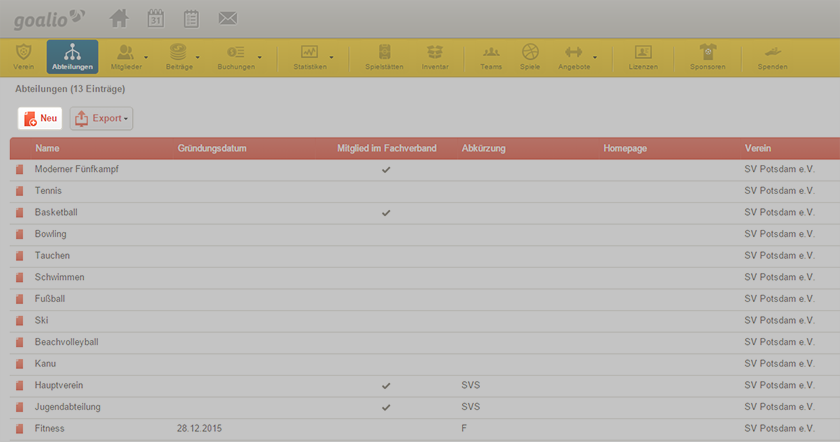 goalio 31
Verein Abteilungen Mitglieder Beiträge Buchungen Statistiken Spielstätten Inventar Teams Spiele Angebote Lizenzen Sponsoren Spenden
Abteilungen (13 Einträge)
Neu Export
Name Gründungsdatum Mitglied im Fachverband Abkürzung Homepage Verein
Moderner Fünfkampf SV Potsdam e.V.
Tennis SV Potsdam e.V.
Basketball SV Potsdam e.V.
Bowling SV Potsdam e.V.
Tauchen SV Potsdam e.V.
Schwimmen SV Potsdam e.V.
Fußball SV Potsdam e.V.
Ski SV Potsdam e.V.
Beachvolleyball SV Potsdam e.V.
Kanu SV Potsdam e.V.
Hauptverein SVS SV Potsdam e.V.
Jugendabteilung SVS SV Potsdam e.V.
Fitness 28.12.2015 F SV Potsdam e.V.